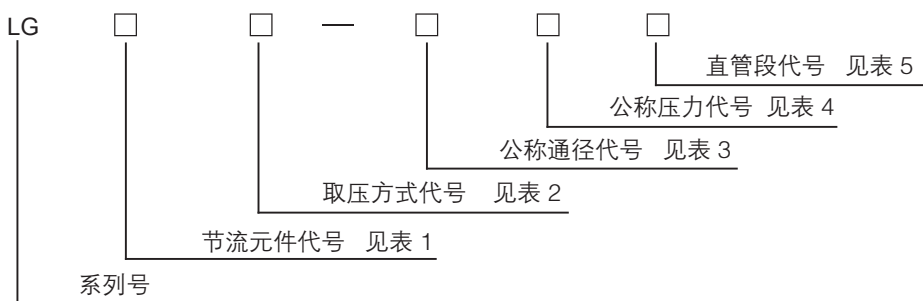 LG □ □ — □ □ □
直管段代号 见表 5
公称压力代号 见表 4
公称通径代号 见表 3
取压方式代号 见表 2
节流元件代号 见表 1
系列号